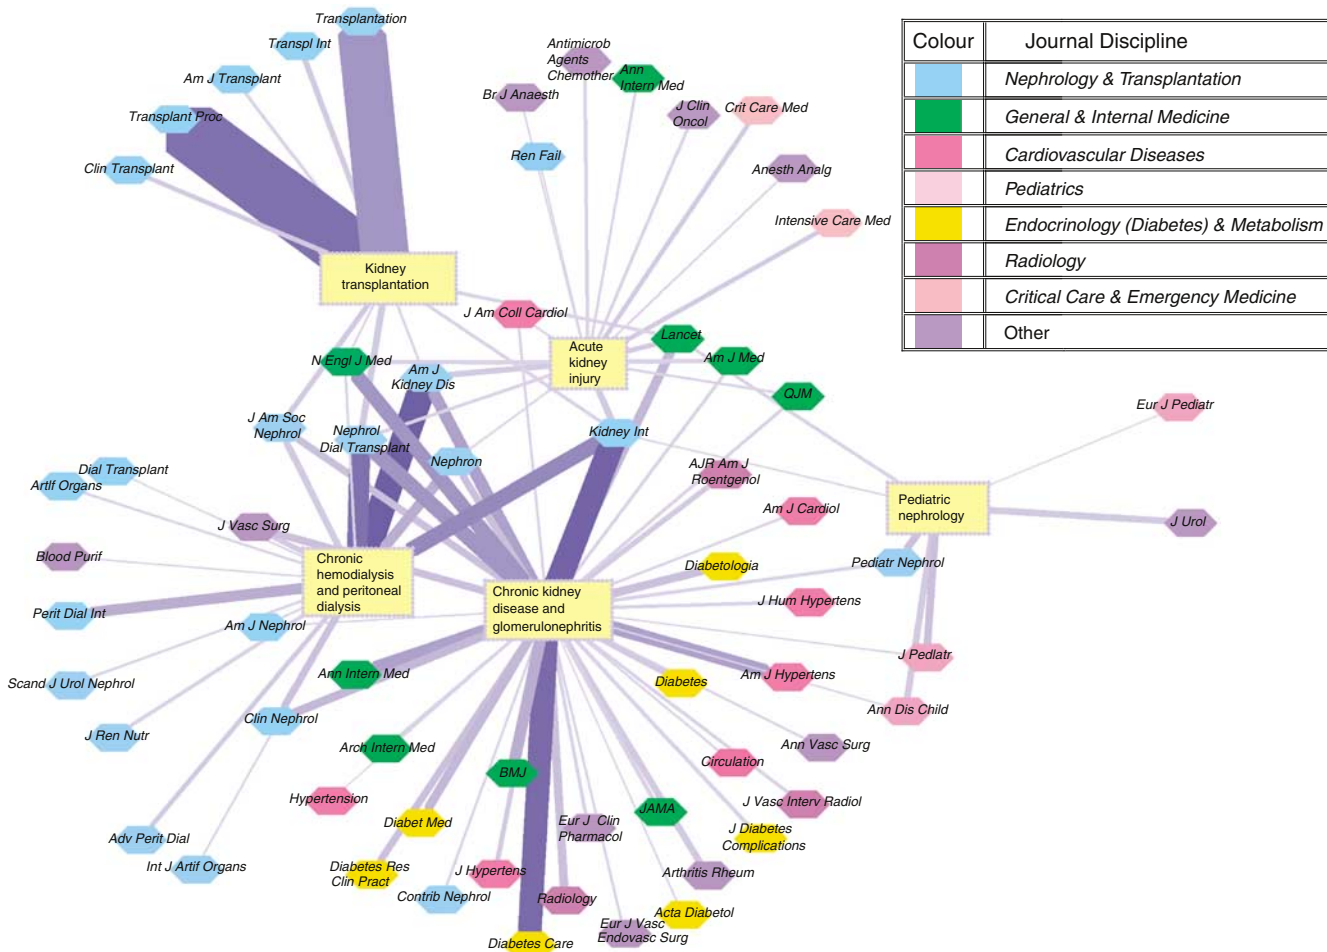 Transplantation
Transpl Int
Am J Transplant
Transplant Proc
Clin Transplant
Antimicrob
Agents
Chemother
Ann
Intern Med
Br J Anaesth
J Clin
Oncol
Crit Care Med
Ren Fail
Anesth Analg
Intensive Care Med
Colour
Journal Discipline
Nephrology & Transplantation
General & Internal Medicine
Cardiovascular Diseases
Pediatrics
Endocrinology (Diabetes) & Metabolism
Radiology
Critical Care & Emergency Medicine
Other
Kidney
transplantation
J Am Coll Cardiol
Lancet
Acute
kidney
injury
N Engl J Med
Am J
Kidney Dis
Am J Med
QJM
Eur J Pediatr
J Am Soc
Nephrol
Nephrol
Dial Transplant
Kidney Int
Nephron
AJR Am J
Roentgenol
Dial Transplant
Artlf Organs
Am J Cardiol
Pediatric
nephrology
J Urol
J Vasc Surg
Blood Purif
Chronic
hemodialysis
and peritoneal
dialysis
Chronic kidney
disease and
glomerulonephritis
Diabetologia
Pediatr Nephrol
J Hum Hypertens
Perit Dial Int
Am J Nephrol
J Pedlatr
Ann Intern Med
Diabetes
Am J Hypertens
Scand J Urol Nephrol
Clin Nephrol
Ann Dis Child
J Ren Nutr
Arch Intern Med
Ann Vasc Surg
Circulation
BMJ
Hypertension
J Vasc Interv Radiol
JAMA
Diabet Med
Eur J Clin
Pharmacol
J Diabetes
Complications
Adv Perit Dial
Int J Artif Organs
Diabetes Res
Clin Pract
J Hypertens
Arthritis Rheum
Contrib Nephrol
Radiology
Acta Diabetol
Eur J Vasc
Endovasc Surg
Diabetes Care